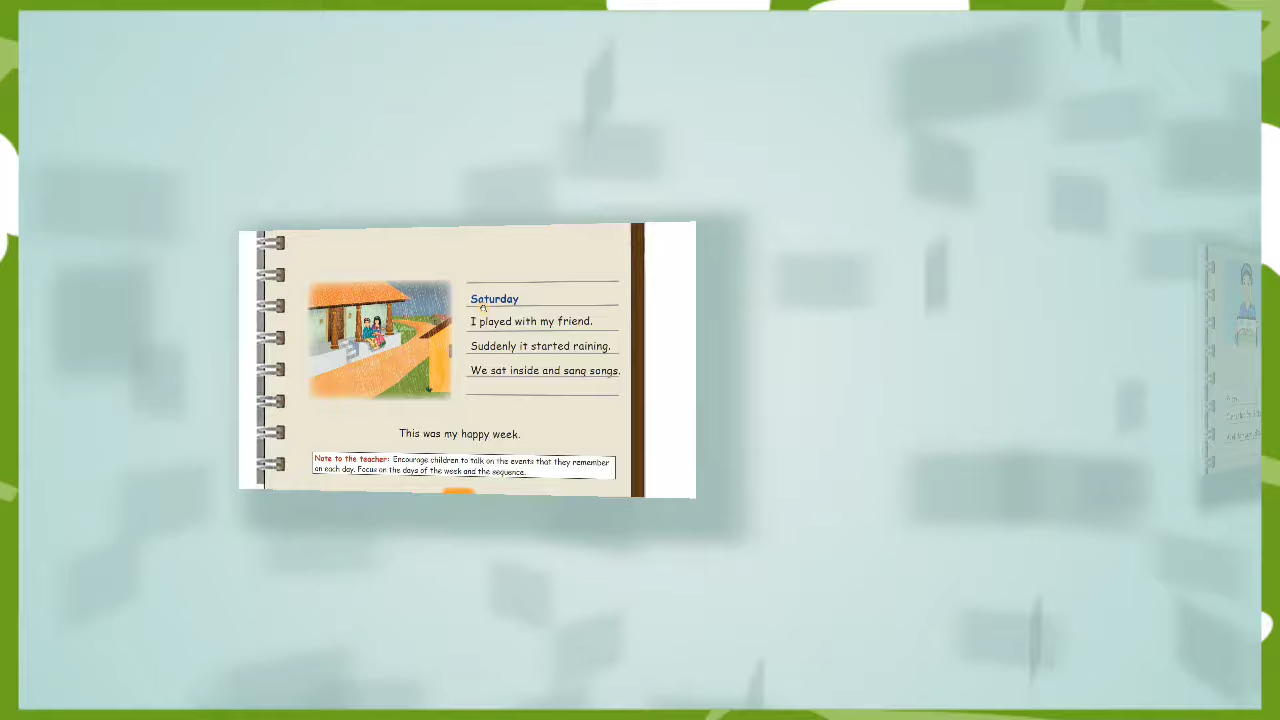 Saturday
I played with my friend.
Suddenly it started raining.
We sat inside and sang songs.
This was my happy week.
Note to the teacher: Encourage children to talk on the events that they remember
on each day. Focus on the days of the week and the sequence.